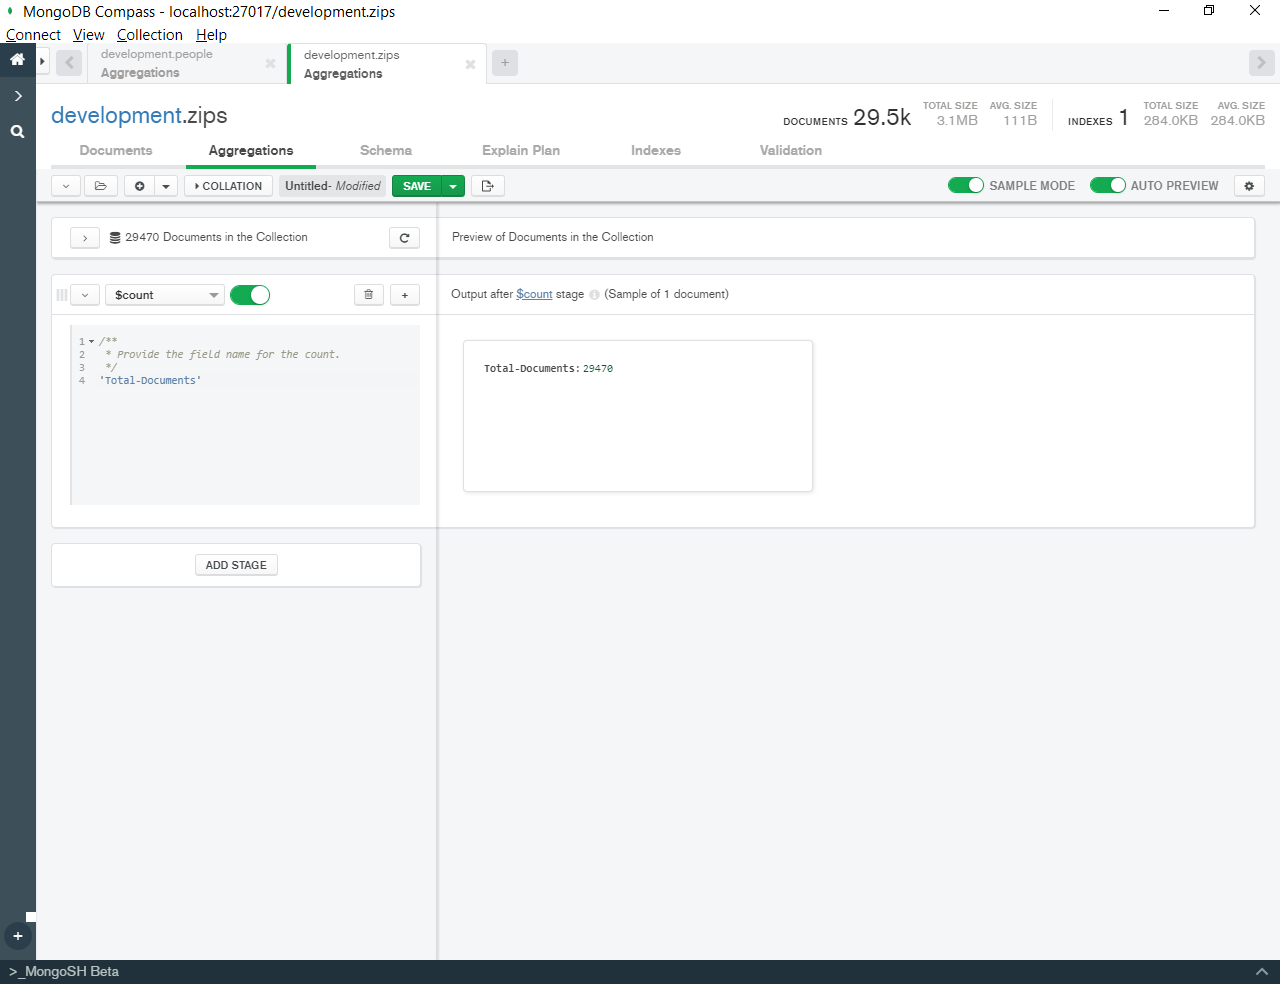 MongoDB Compass - localhost:27017/development.zips
Connect View Collection Help
development.people
Aggregations
development.zips
Aggregations
development.zips
DOCUMENTS 29.5k
TOTAL SIZE
3.1MB
AVG. SIZE
111B
INDEXES 1
TOTAL SIZE
284.0KB
AVG. SIZE
284.0KB
Documents Aggregations Schema Explain Plan Indexes Validation
COLLATION Untitled- Modified SAVE SAMPLE MODE AUTO PREVIEW
29470 Documents in the Collection
Preview of Documents in the Collection
$count
Output after $count stage (Sample of 1 document)
1 /**
2 * Provide the field name for the count.
3 */
4 'Total-Documents'
Total-Documents: 29470
ADD STAGE
>_MongoSH Beta